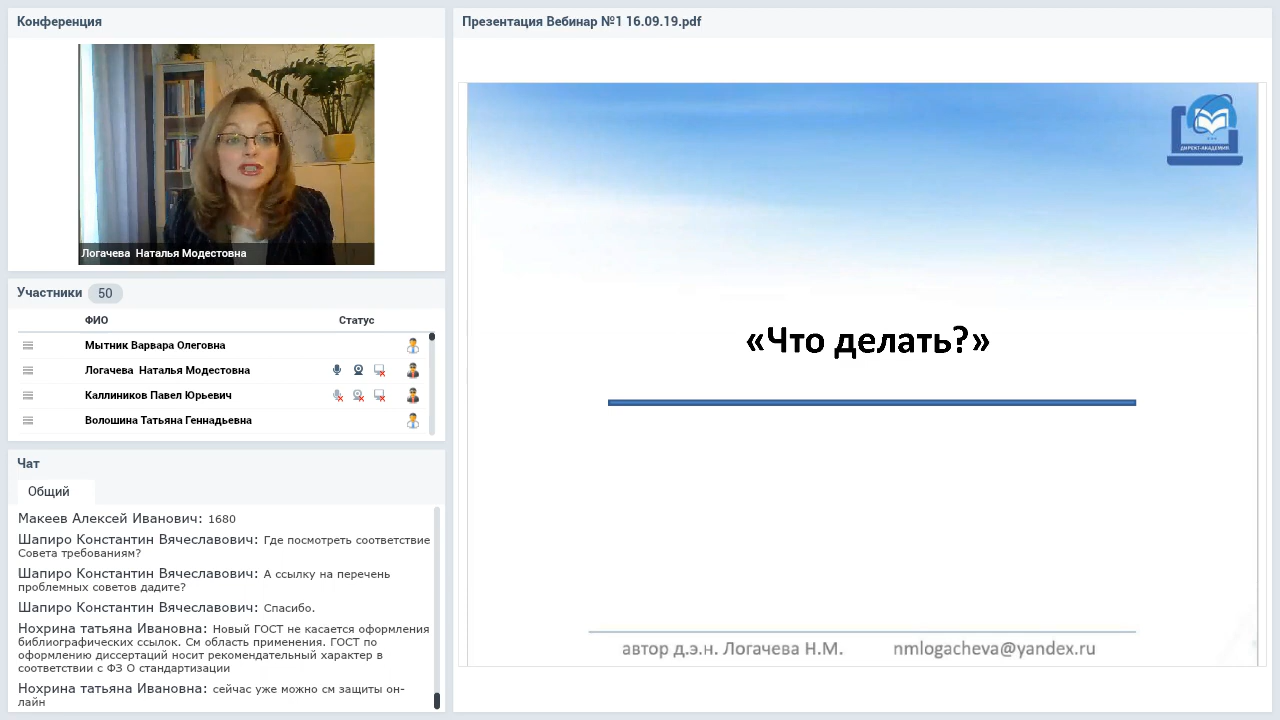 Конференция
Логачева  Наталья Модестовна
Участники 50
ФИО Статус
Мытник Варвара Олеговна
Логачева  Наталья Модестовна
Каллиников Павел Юрьевич
Волошина Татьяна Геннадьевна
Чат
Общий
Макеев Алексей Иванович: 1680
Шапиро Константин Вячеславович: Где посмотреть соответствие
Совета требованиям?
Шапиро Константин Вячеславович: А ссылку на перечень
проблемных советов дадите?
Шапиро Константин Вячеславович: Спасибо.
Нохрина татьяна Ивановна: Новый ГОСТ не касается оформления
библиографических ссылок. См область применения. ГОСТ по
оформлению диссертаций носит рекомендательный характер в
соответствии с ФЗ О стандартизации
Нохрина татьяна Ивановна: сейчас уже можно см защиты он-
лайн
Презентация Вебинар №1 16.09.19.pdf
ДИРЕКТ-АКАДЕМИЯ
«Что делать?»
автор д.э.н. Логачева Н.М. nmlogacheva@yandex.ru